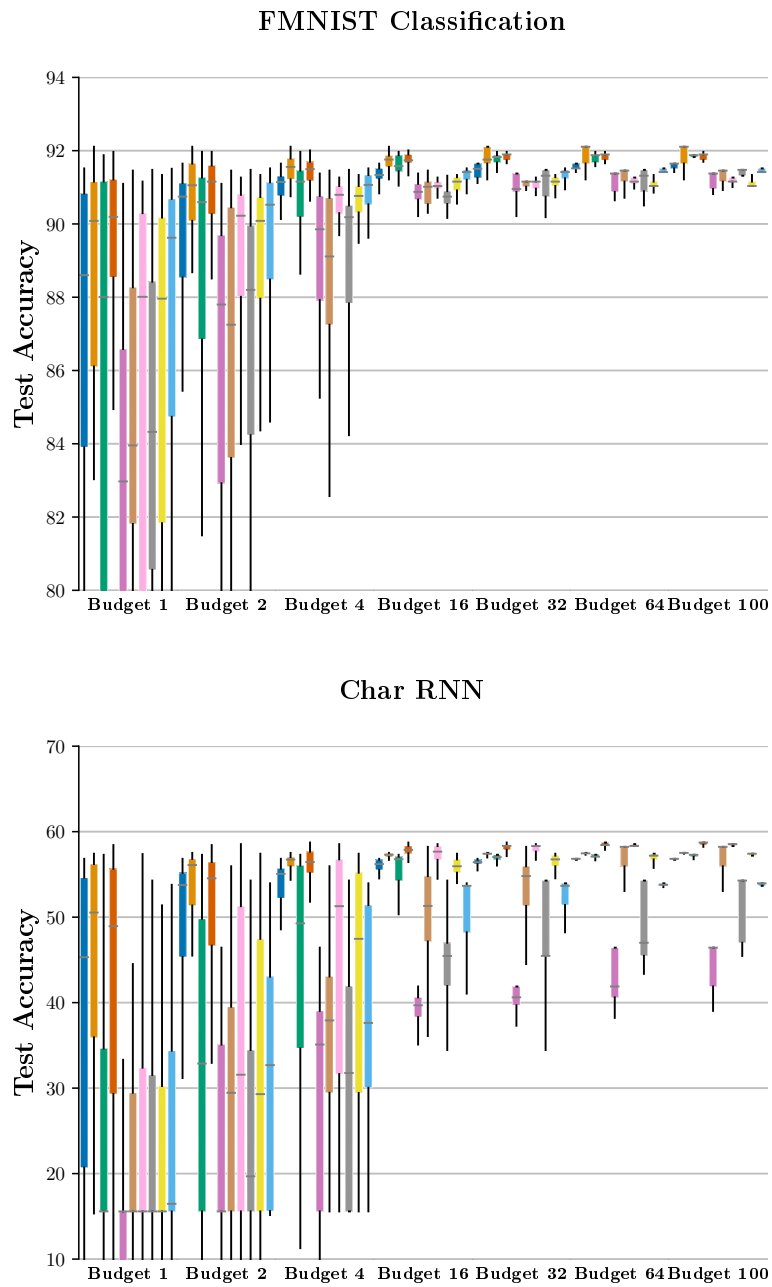 FMNIST Classification
94
92
90
88
86
84
82
80
Test Accuracy
Budget 1 Budget 2 Budget 4 Budget 16 Budget 32 Budget 64 Budget 100
Char RNN
70
60
50
40
30
20
10
Test Accuracy
Budget 1 Budget 2 Budget 4 Budget 16 Budget 32 Budget 64 Budget 100